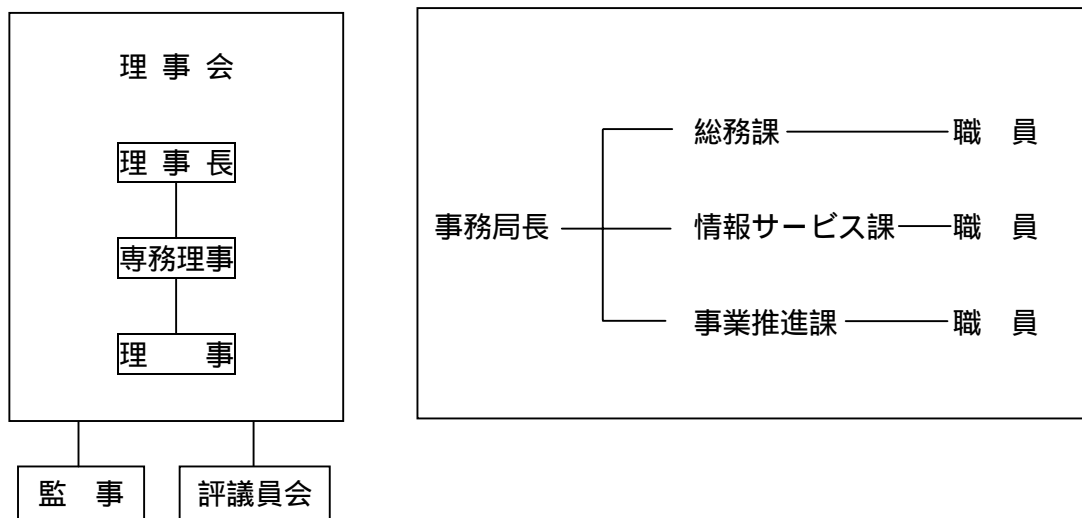 理 事 会
理 事 長
専務理事
理　　事
監　事
評議員会
総務課
職　員
事務局長
情報サービス課
職　員
事業推進課
職　員